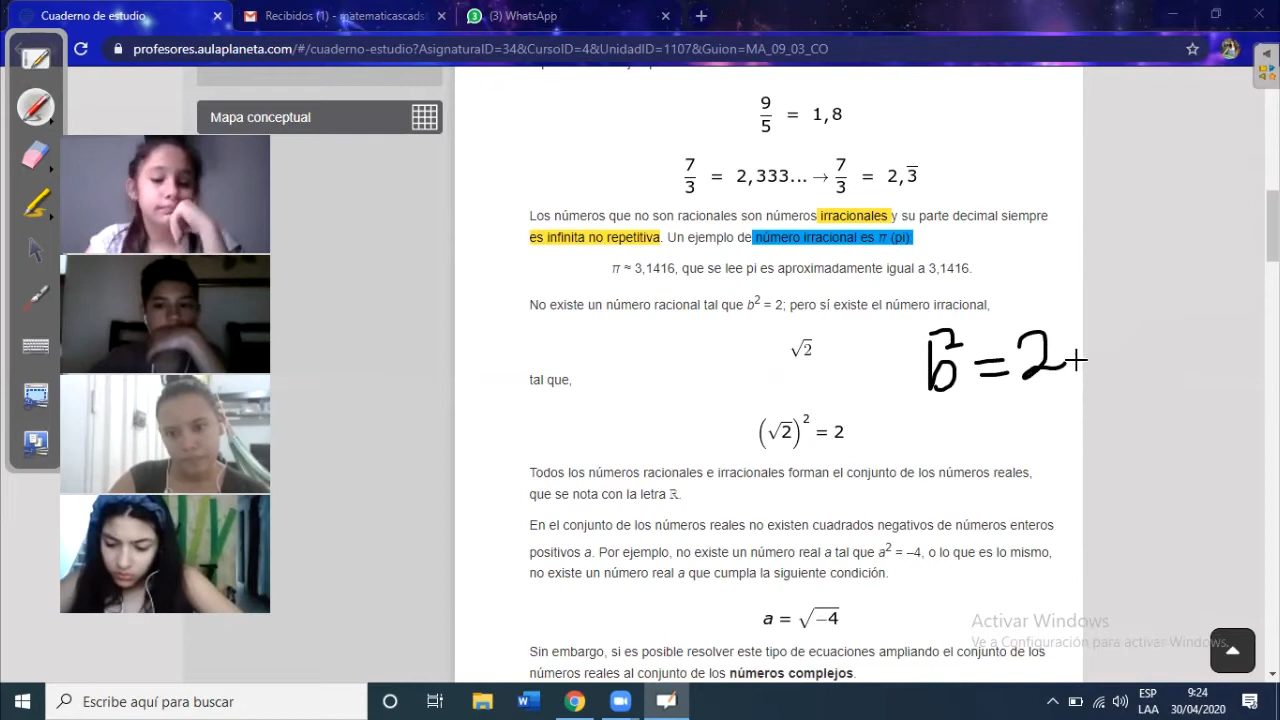 Cuaderno de estudio
Recibidos (1) - matematicascads
(3) WhatsApp
profesores.aulaplaneta.com/#/cuaderno-estudio?AsignaturaID=34&CursoID=4&UnidadID=1107&Guion=MA_09_03_CO
Mapa conceptual
9/5 = 1,8
7/3 = 2,333... → 7/3 = 2,3̅
Los números que no son racionales son números irracionales y su parte decimal siempre
es infinita no repetitiva. Un ejemplo de número irracional es π (pi).
π ≈ 3,1416, que se lee pi es aproximadamente igual a 3,1416.
No existe un número racional tal que b² = 2; pero sí existe el número irracional,
√2
b² = 2
tal que,
(√2)² = 2
Todos los números racionales e irracionales forman el conjunto de los números reales,
que se nota con la letra ℝ.
En el conjunto de los números reales no existen cuadrados negativos de números enteros
positivos a. Por ejemplo, no existe un número real a tal que a² = –4, o lo que es lo mismo,
no existe un número real a que cumpla la siguiente condición.
a = √–4
Activar Windows
Ve a Configuración para activar Windows.
Sin embargo, si es posible resolver este tipo de ecuaciones ampliando el conjunto de los
números reales al conjunto de los números complejos.
Escribe aquí para buscar
ESP
LAA
9:24
30/04/2020